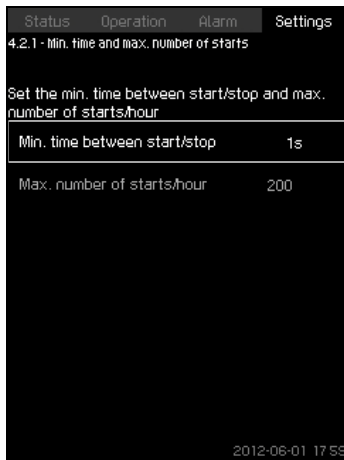 Status Operation Alarm Settings
4.2.1 - Min. time and max. number of starts
Set the min. time between start/stop and max.
number of starts/hour
Min. time between start/stop 1s
Max. number of starts/hour 200
2012-06-01 17:59